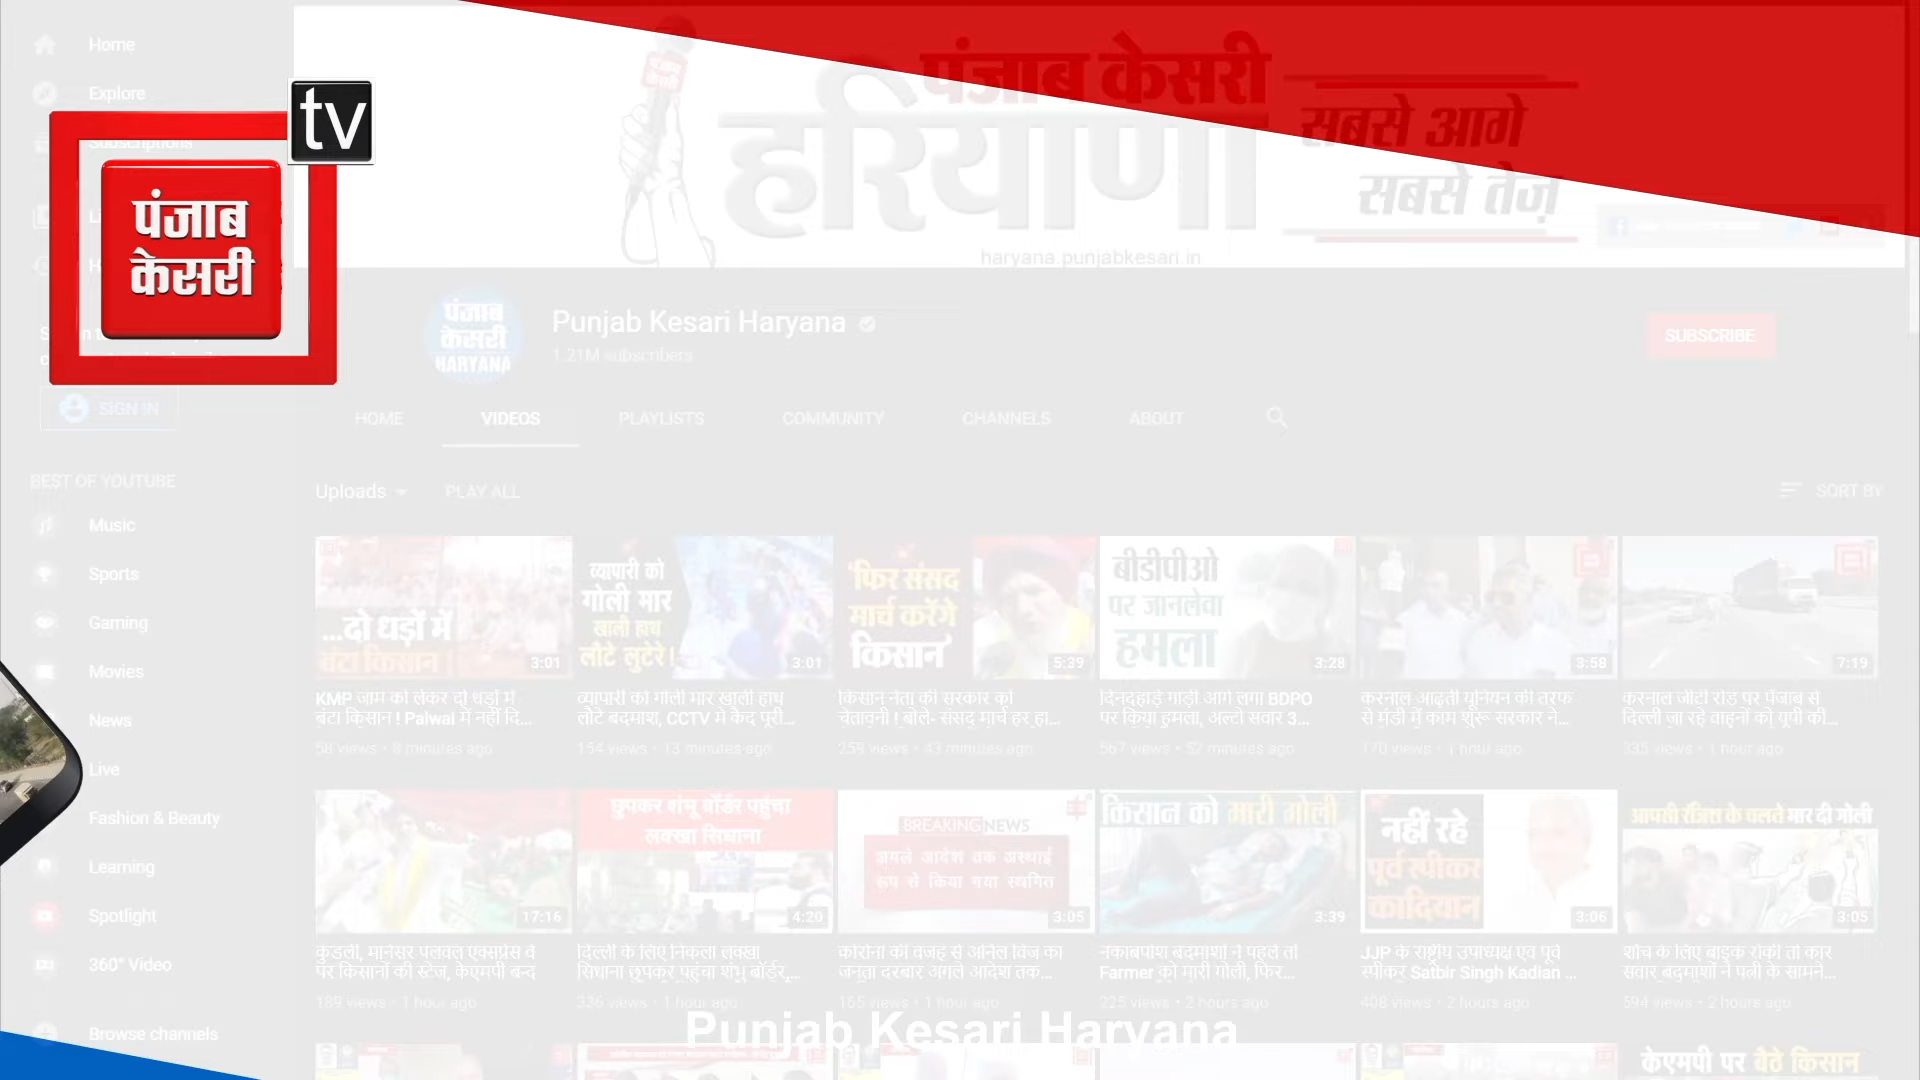 Home
Explore
Subscriptions
tv
पंजाब
केसरी
पंजाब केसरी
हरियाणा
सबसे आगे
सबसे तेज़
haryana.punjabkesari.in
पंजाब
केसरी
HARYANA
Punjab Kesari Haryana
1.21M subscribers
SUBSCRIBE
SIGN IN
HOME VIDEOS PLAYLISTS COMMUNITY CHANNELS ABOUT
BEST OF YOUTUBE
Music
Sports
Gaming
Movies
News
Live
Fashion & Beauty
Learning
Spotlight
360° Video
Browse channels
Uploads PLAY ALL SORT BY
...दो धड़ों में
बंटा किसान
3:01
व्यापारी को
गोली मार
खाली हाथ
लौटे लुटेरे!
3:01
'फिर संसद
मार्च करेंगे
किसान'
5:39
बीडीपीओ
पर जानलेवा
हमला
3:28
3:58
7:19
KMP जाम को लेकर दो धड़ों में
बंटा किसान ! Palwal में नहीं दि...
58 views • 8 minutes ago
व्यापारी को गोली मार खाली हाथ
लौटे बदमाश, CCTV में कैद पूरी...
154 views • 13 minutes ago
किसान नेता की सरकार को
चेतावनी ! बोले- संसद मार्च हर हा...
259 views • 43 minutes ago
दिनदहाड़े गाड़ी आगे लगा BDPO
पर किया हमला, अल्टो सवार 3...
567 views • 52 minutes ago
करनाल आढ़ती यूनियन की तरफ
से मंडी में काम शुरू सरकार ने...
170 views • 1 hour ago
करनाल जीटी रोड पर पंजाब से
दिल्ली जा रहे वाहनों को यूपी की...
335 views • 1 hour ago
17:16
छुपकर शंभू बॉर्डर पहुंचा
लक्खा सिधाना
4:20
BREAKING NEWS
अगले आदेश तक अस्थाई
रूप से किया गया स्थगित
3:05
किसान को मारी गोली
3:39
नहीं रहे
पूर्व स्पीकर
कादियान
3:06
आपसी रंजिश के चलते मार दी गोली
3:05
कुंडली, मानेसर पलवल एक्सप्रेस वे
पर किसानों की स्टेज, केएमपी बन्द
189 views • 1 hour ago
दिल्ली के लिए निकला लक्खा
सिधाना छुपकर पहुंचा शंभू बॉर्डर,...
336 views • 1 hour ago
कोरोना की वजह से अनिल विज का
जनता दरबार अगले आदेश तक...
165 views • 1 hour ago
नकाबपोश बदमाशों ने पहले तो
Farmer को मारी गोली, फिर...
225 views • 2 hours ago
JJP के राष्ट्रीय उपाध्यक्ष एवं पूर्व
स्पीकर Satbir Singh Kadian ...
408 views • 2 hours ago
शौच के लिए बाइक रोकी तो कार
सवार बदमाशों ने पत्नी के सामने...
594 views • 2 hours ago
Punjab Kesari Haryana
केएमपी पर बैठे किसान